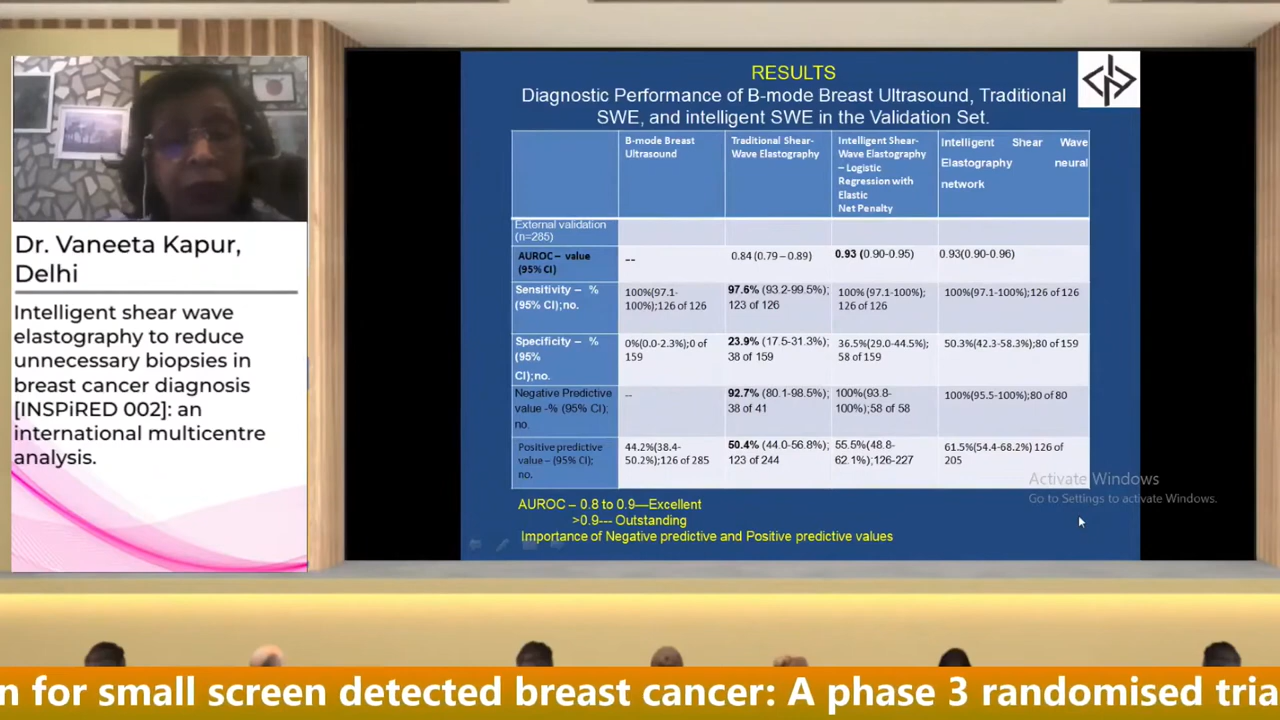 Dr. Vaneeta Kapur,
Delhi
Intelligent shear wave
elastography to reduce
unnecessary biopsies in
breast cancer diagnosis
[INSPiRED 002]: an
international multicentre
analysis.
RESULTS
Diagnostic Performance of B-mode Breast Ultrasound, Traditional
SWE, and intelligent SWE in the Validation Set.
B-mode Breast
Ultrasound
Traditional Shear-
Wave Elastography
Intelligent Shear-
Wave Elastography
– Logistic
Regression with
Elastic
Net Penalty
Intelligent Shear Wave
Elastography neural
network
External validation
(n=285)
AUROC – value
(95% CI)
--
0.84 (0.79 – 0.89)
0.93 (0.90-0.95)
0.93(0.90-0.96)
Sensitivity – %
(95% CI);no.
100%(97.1-
100%);126 of 126
97.6% (93.2-99.5%);
123 of 126
100% (97.1-100%);
126 of 126
100%(97.1-100%);126 of 126
Specificity – %
(95%
CI);no.
0%(0.0-2.3%);0 of
159
23.9% (17.5-31.3%);
38 of 159
36.5%(29.0-44.5%);
58 of 159
50.3%(42.3-58.3%);80 of 159
Negative Predictive
value -% (95% CI);
no.
--
92.7% (80.1-98.5%);
38 of 41
100%(93.8-
100%);58 of 58
100%(95.5-100%);80 of 80
Positive predictive
value – (95% CI);
no.
44.2%(38.4-
50.2%);126 of 285
50.4% (44.0-56.8%);
123 of 244
55.5%(48.8-
62.1%);126-227
61.5%(54.4-68.2%) 126 of
205
AUROC – 0.8 to 0.9—Excellent
>0.9--- Outstanding
Importance of Negative predictive and Positive predictive values
Activate Windows
Go to Settings to activate Windows.
n for small screen detected breast cancer: A phase 3 randomised tria